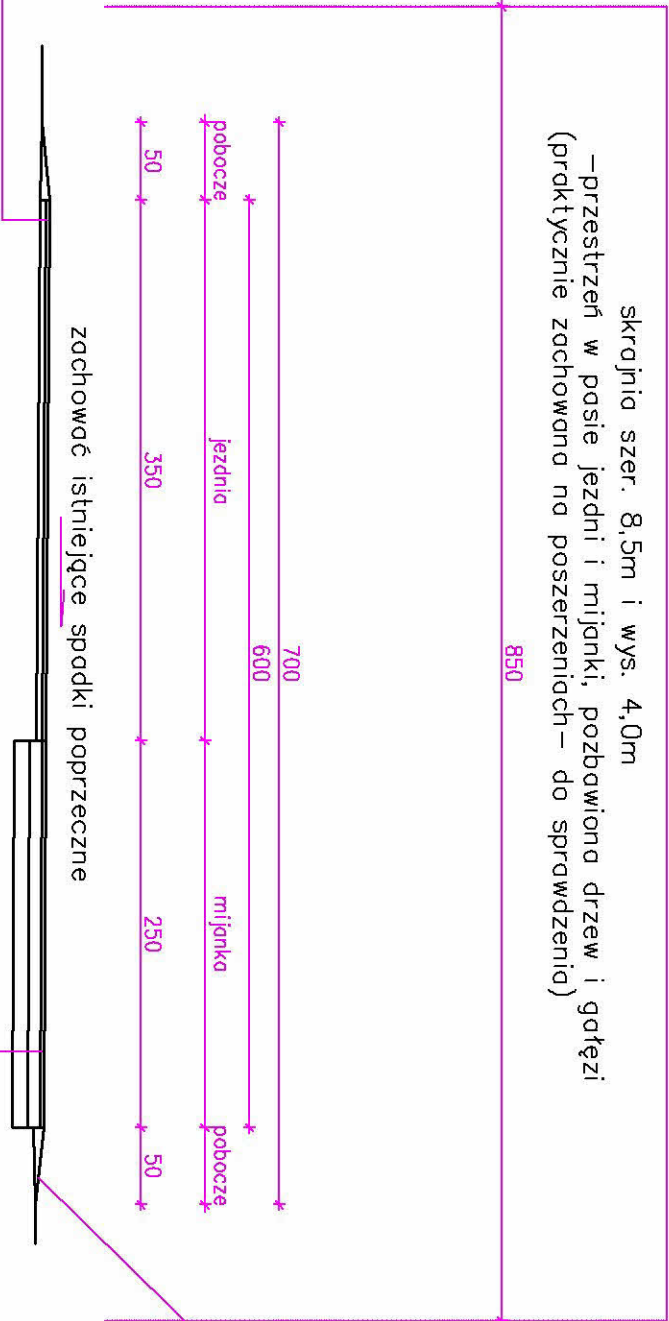 skrajnia szer. 8,5m i wys. 4,0m
-przestrzeń w pasie jezdni i mijanki, pozbawiona drzew i gałęzi
(praktycznie zachowana na poszerzeniach- do sprawdzenia)
850
700
600
pobocze jezdnia mijanka pobocze
50 350 250 50
zachować istniejące spadki poprzeczne